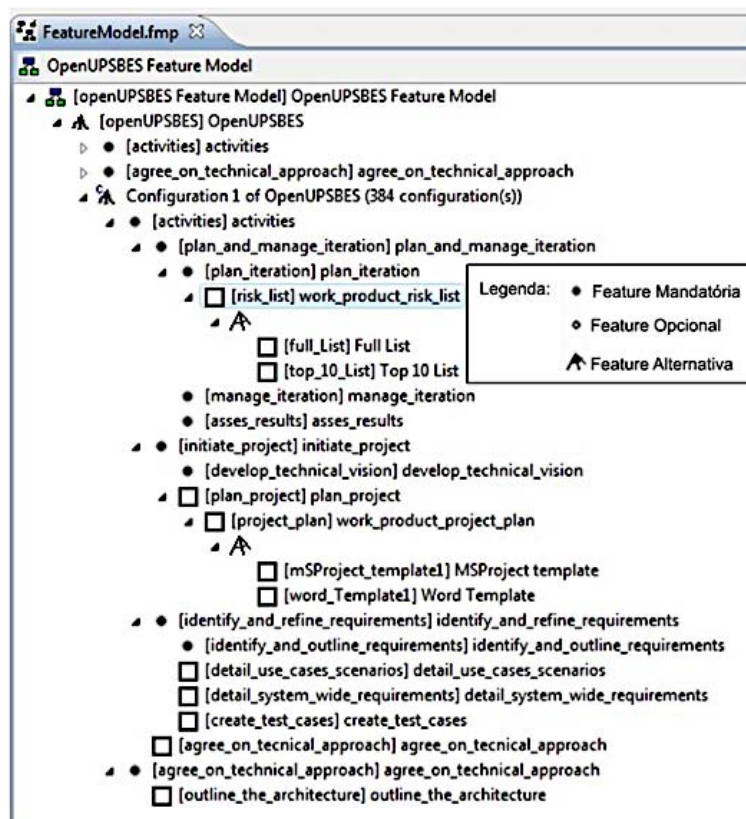 FeatureModel.fmp
OpenUPSBES Feature Model
[openUPSBES Feature Model] OpenUPSBES Feature Model
[openUPSBES] OpenUPSBES
[activities] activities
[agree_on_technical_approach] agree_on_technical_approach
Configuration 1 of OpenUPSBES (384 configuration(s))
[activities] activities
[plan_and_manage_iteration] plan_and_manage_iteration
[plan_iteration] plan_iteration
[risk_list] work_product_risk_list
[full_List] Full List
[top_10_List] Top 10 List
[manage_iteration] manage_iteration
[asses_results] asses_results
[initiate_project] initiate_project
[develop_technical_vision] develop_technical_vision
[plan_project] plan_project
[project_plan] work_product_project_plan
[mSProject_template1] MSProject template
[word_Template1] Word Template
[identify_and_refine_requirements] identify_and_refine_requirements
[identify_and_outline_requirements] identify_and_outline_requirements
[detail_use_cases_scenarios] detail_use_cases_scenarios
[detail_system_wide_requirements] detail_system_wide_requirements
[create_test_cases] create_test_cases
[agree_on_tecnical_approach] agree_on_tecnical_approach
[agree_on_technical_approach] agree_on_technical_approach
[outline_the_architecture] outline_the_architecture
Legenda:
Feature Mandatória
Feature Opcional
Feature Alternativa